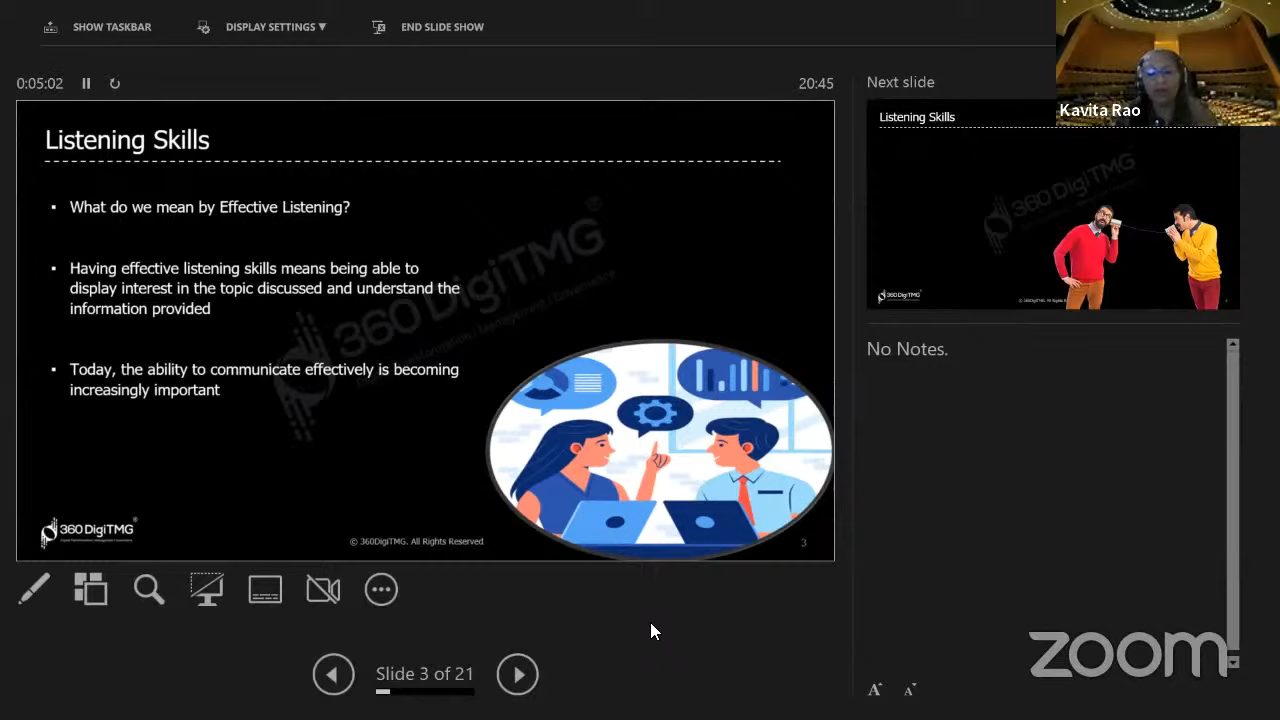 SHOW TASKBAR
DISPLAY SETTINGS ▼
END SLIDE SHOW
0:05:02
20:45
Next slide
Kavita Rao
Listening Skills
▪ What do we mean by Effective Listening?
▪ Having effective listening skills means being able to
display interest in the topic discussed and understand the
information provided
▪ Today, the ability to communicate effectively is becoming
increasingly important
360DigiTMG
360DigiTMG
© 360DigiTMG. All Rights Reserved
3
Listening Skills
360DigiTMG
360DigiTMG
No Notes.
Slide 3 of 21
A
A
zoom